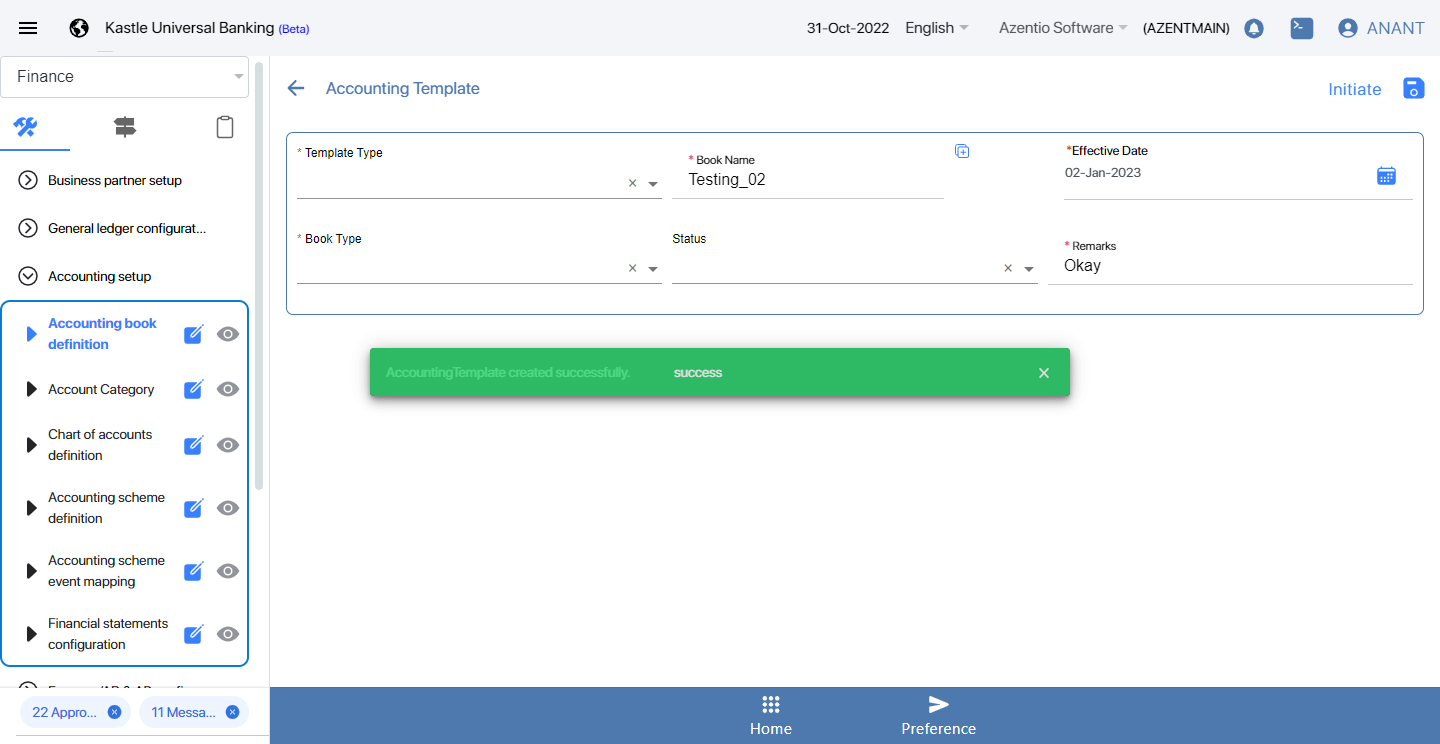 Kastle Universal Banking (Beta)
31-Oct-2022
English
Azentio Software
(AZENTMAIN)
ANANT
Finance
Accounting Template
Initiate
Business partner setup
General ledger configurat...
Accounting setup
Accounting book
definition
Account Category
Chart of accounts
definition
Accounting scheme
definition
Accounting scheme
event mapping
Financial statements
configuration
* Template Type
* Book Name
Testing_02
*Effective Date
02-Jan-2023
* Book Type
Status
* Remarks
Okay
AccountingTemplate created successfully. success
22 Appro...
11 Messa...
Home
Preference